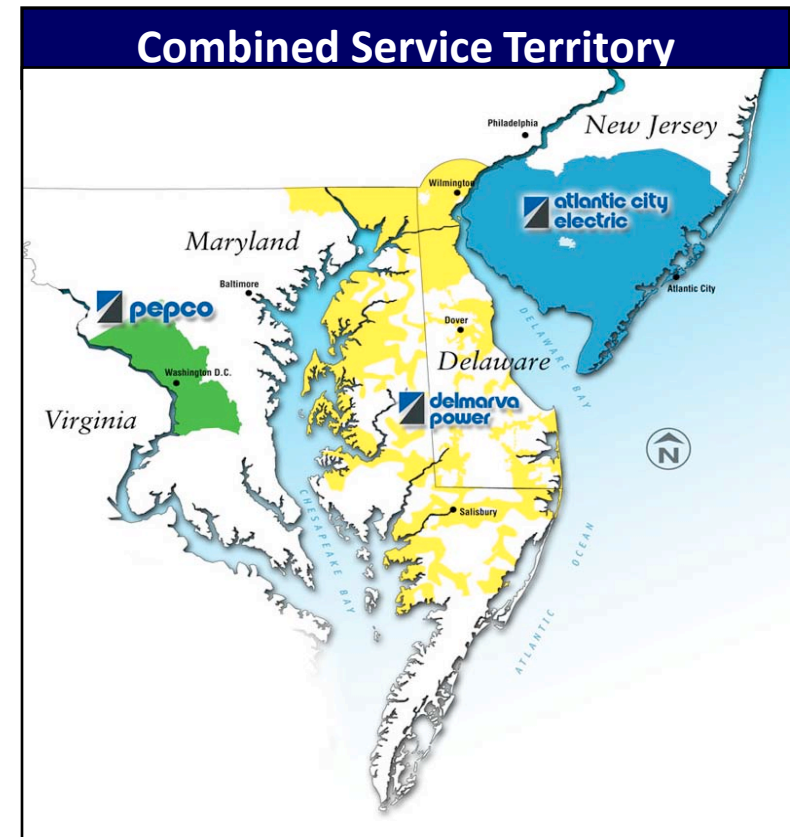 Combined Service Territory
Philadelphia
New Jersey
Wilmington
atlantic city
electric
Maryland
Baltimore
Atlantic City
pepco
DELAWARE BAY
Dover
Delaware
Washington D.C.
delmarva
power
Virginia
N
CHESAPEAKE BAY
Salisbury
ATLANTIC OCEAN